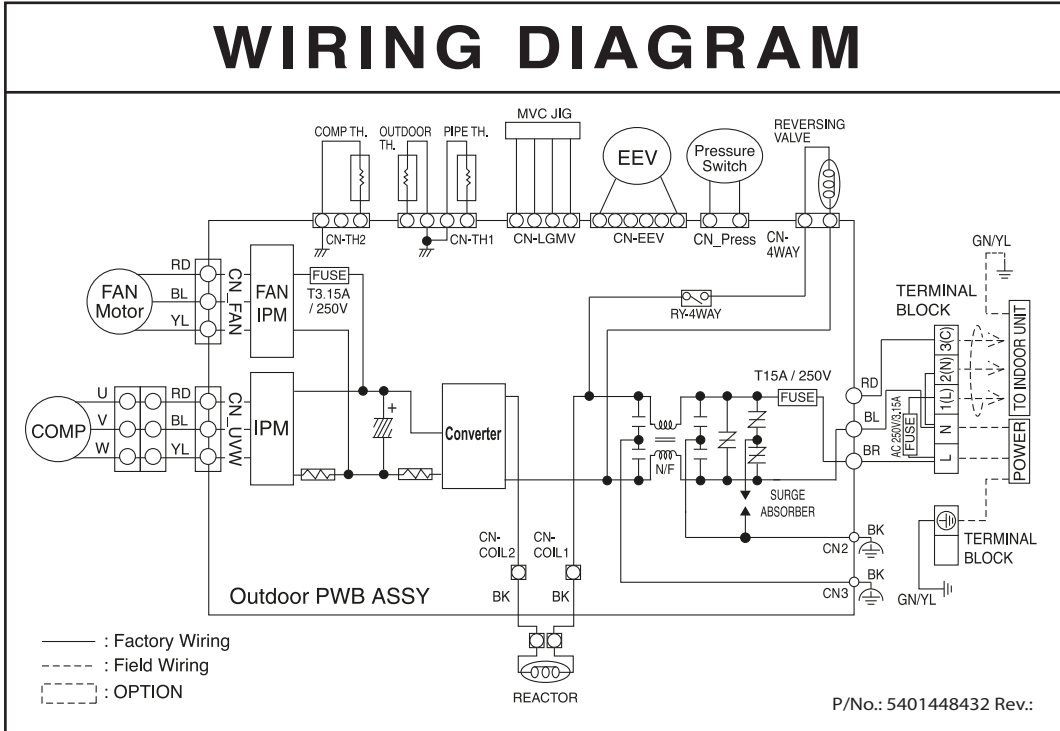 WIRING DIAGRAM
MVC JIG
COMP TH.
OUTDOOR
TH.
PIPE TH.
EEV
Pressure
Switch
REVERSING
VALVE
CN-TH2
CN-TH1
CN-LGMV
CN-EEV
CN_Press
CN-
4WAY
GN/YL
FAN
Motor
RD
BL
YL
CN_FAN
FAN
IPM
FUSE
T3.15A
/ 250V
RY-4WAY
TERMINAL
BLOCK
3(C)
2(N)
1(L)
N
L
TO INDOOR UNIT
POWER
AC 250V/3.15A
FUSE
T15A / 250V
FUSE
RD
BL
BR
COMP
U
V
W
RD
BL
YL
CN_UVW
IPM
+
Converter
N/F
SURGE
ABSORBER
CN-
COIL2
CN-
COIL1
BK
BK
CN2
BK
CN3
BK
TERMINAL
BLOCK
GN/YL
Outdoor PWB ASSY
REACTOR
: Factory Wiring
: Field Wiring
: OPTION
P/No.: 5401448432 Rev.: